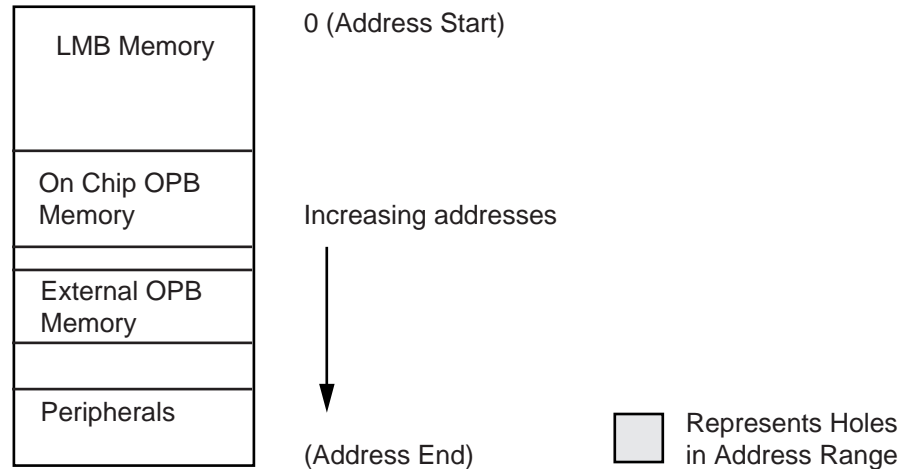 LMB Memory
0 (Address Start)
On Chip OPB
Memory
Increasing addresses
External OPB
Memory
Peripherals
(Address End)
Represents Holes
in Address Range